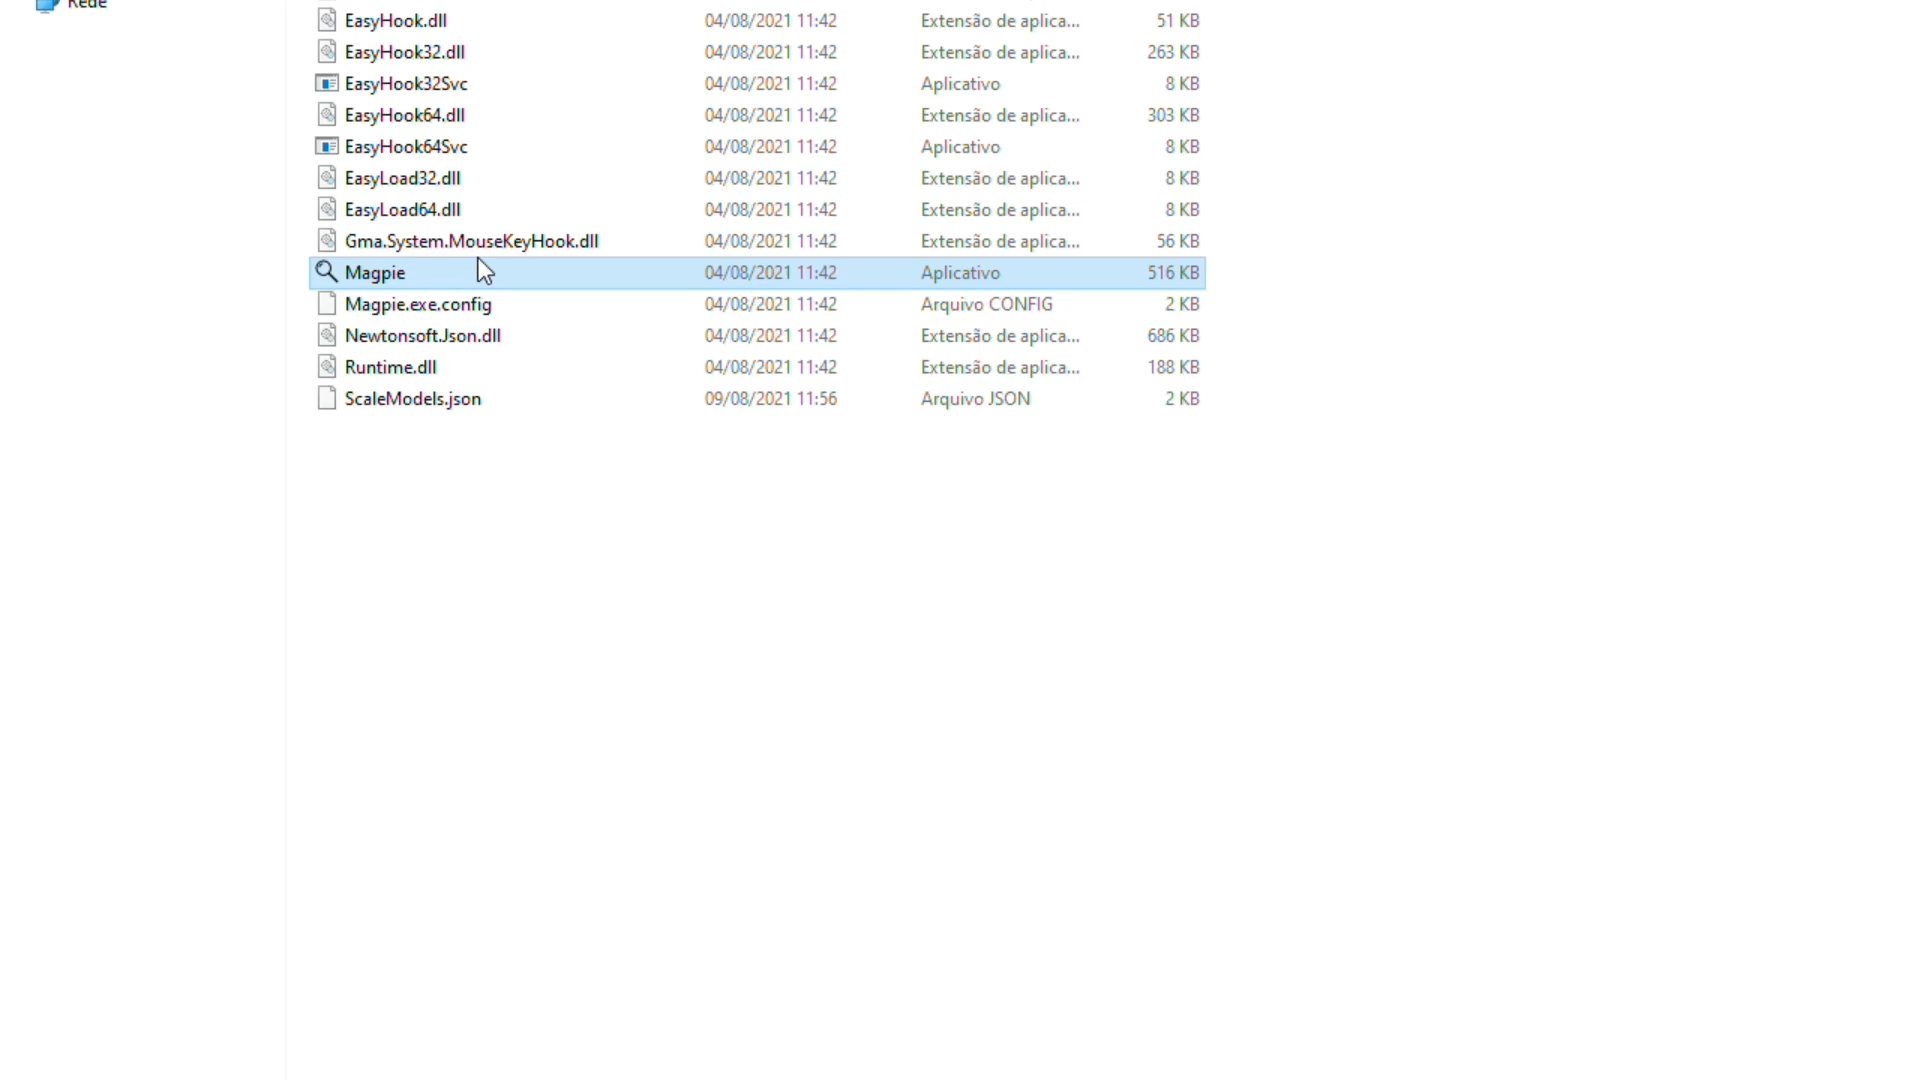 Rede
EasyHook.dll 04/08/2021 11:42 Extensão de aplica... 51 KB
EasyHook32.dll 04/08/2021 11:42 Extensão de aplica... 263 KB
EasyHook32Svc 04/08/2021 11:42 Aplicativo 8 KB
EasyHook64.dll 04/08/2021 11:42 Extensão de aplica... 303 KB
EasyHook64Svc 04/08/2021 11:42 Aplicativo 8 KB
EasyLoad32.dll 04/08/2021 11:42 Extensão de aplica... 8 KB
EasyLoad64.dll 04/08/2021 11:42 Extensão de aplica... 8 KB
Gma.System.MouseKeyHook.dll 04/08/2021 11:42 Extensão de aplica... 56 KB
Magpie 04/08/2021 11:42 Aplicativo 516 KB
Magpie.exe.config 04/08/2021 11:42 Arquivo CONFIG 2 KB
Newtonsoft.Json.dll 04/08/2021 11:42 Extensão de aplica... 686 KB
Runtime.dll 04/08/2021 11:42 Extensão de aplica... 188 KB
ScaleModels.json 09/08/2021 11:56 Arquivo JSON 2 KB